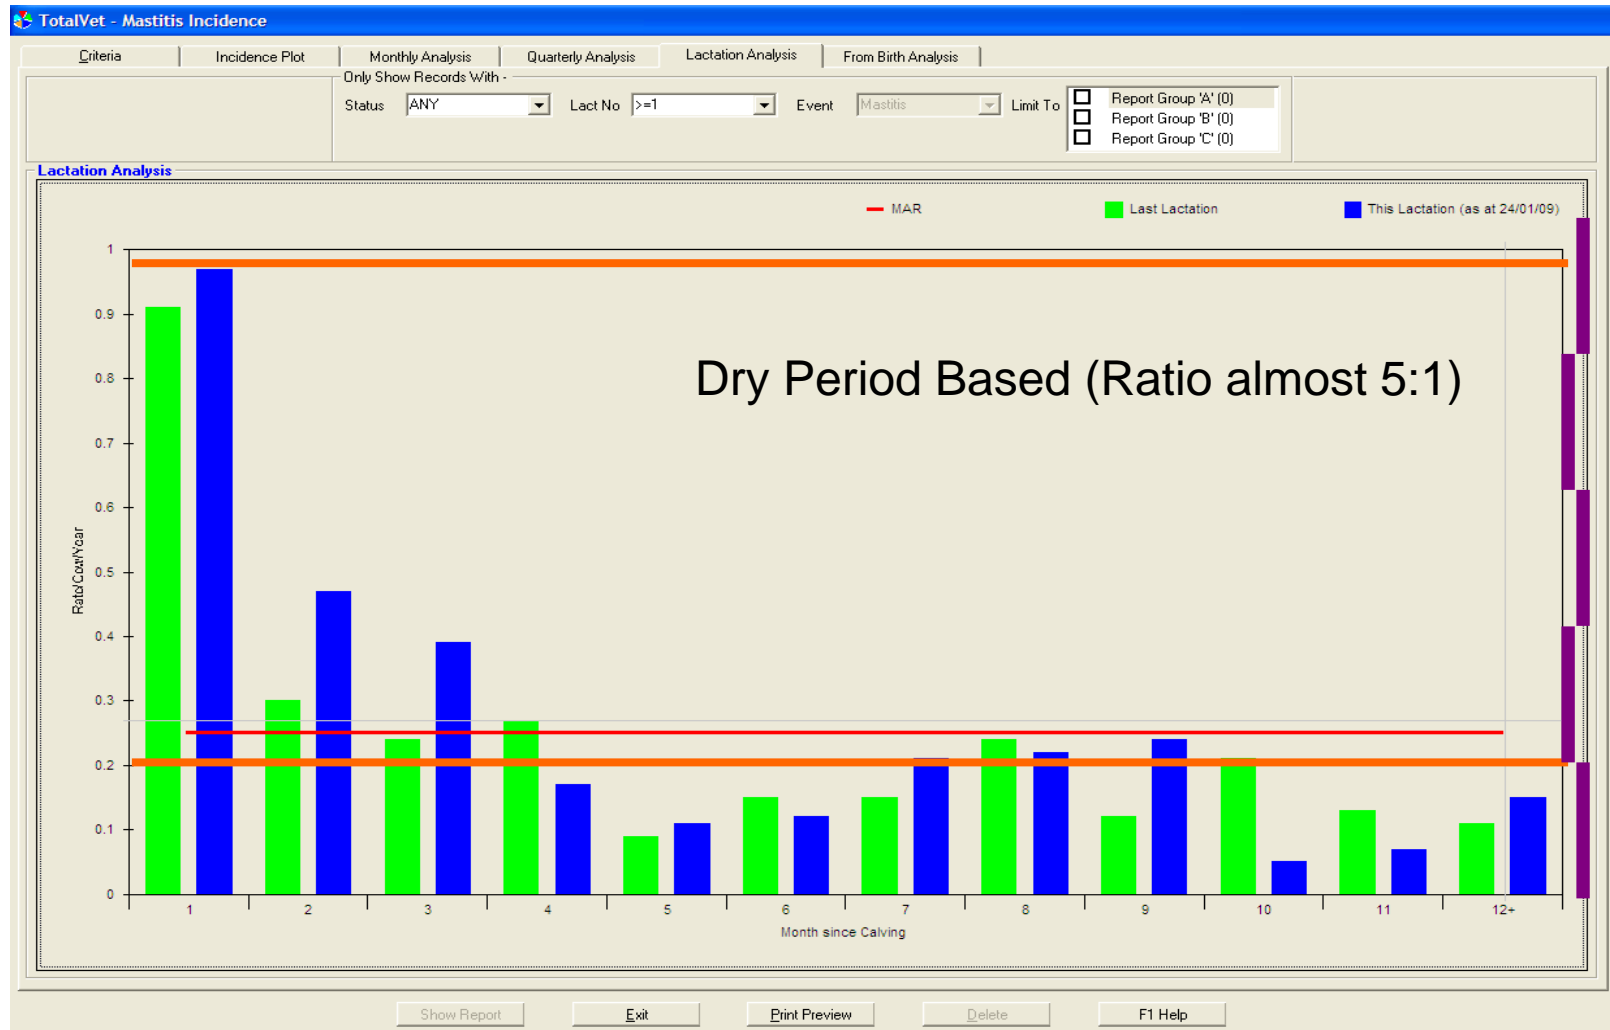 TotalVet - Mastitis Incidence
Criteria Incidence Plot Monthly Analysis Quarterly Analysis Lactation Analysis From Birth Analysis
Only Show Records With -
Status ANY Lact No >=1 Event Mastitis Limit To Report Group 'A' (0)
Report Group 'B' (0)
Report Group 'C' (0)
Lactation Analysis
MAR Last Lactation This Lactation (as at 24/01/09)
1
0.9
Dry Period Based (Ratio almost 5:1)
0.8
0.7
0.6
Rate/Cow/Year
0.5
0.4
0.3
0.2
0.1
0
1 2 3 4 5 6 7 8 9 10 11 12+
Month since Calving
Show Report Exit Print Preview Delete F1 Help